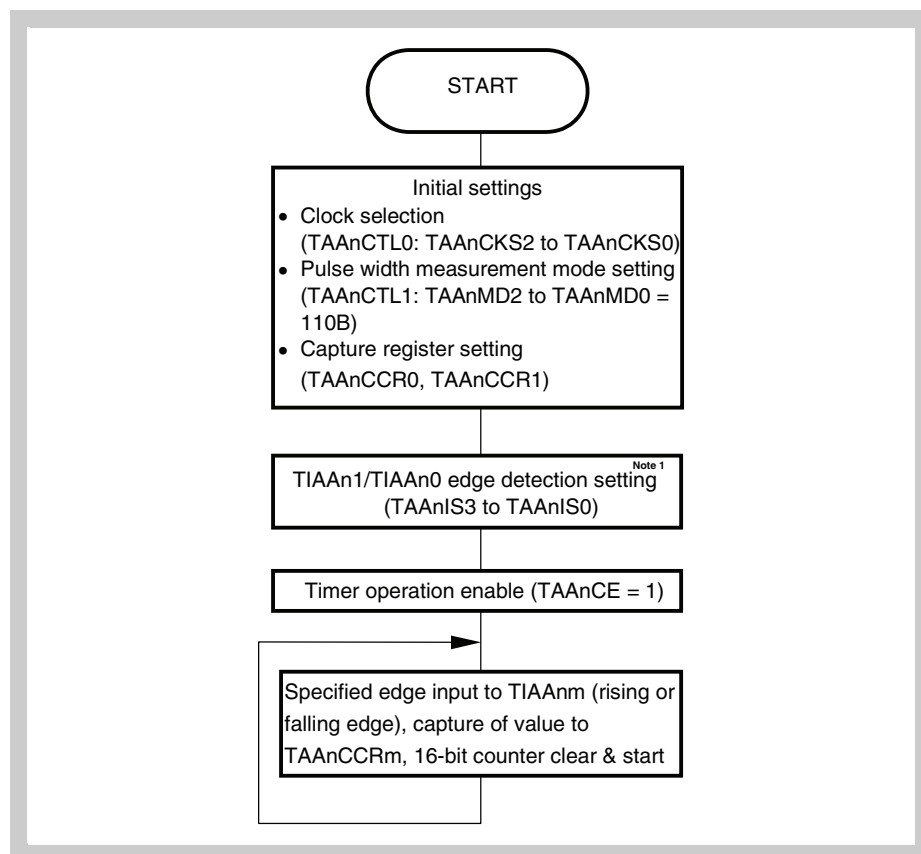 START
Initial settings
• Clock selection
(TAAnCTL0: TAAnCKS2 to TAAnCKS0)
• Pulse width measurement mode setting
(TAAnCTL1: TAAnMD2 to TAAnMD0 =
110B)
• Capture register setting
(TAAnCCR0, TAAnCCR1)
TIAAn1/TIAAn0 edge detection setting Note 1
(TAAnIS3 to TAAnIS0)
Timer operation enable (TAAnCE = 1)
Specified edge input to TIAAnm (rising or
falling edge), capture of value to
TAAnCCRm, 16-bit counter clear & start